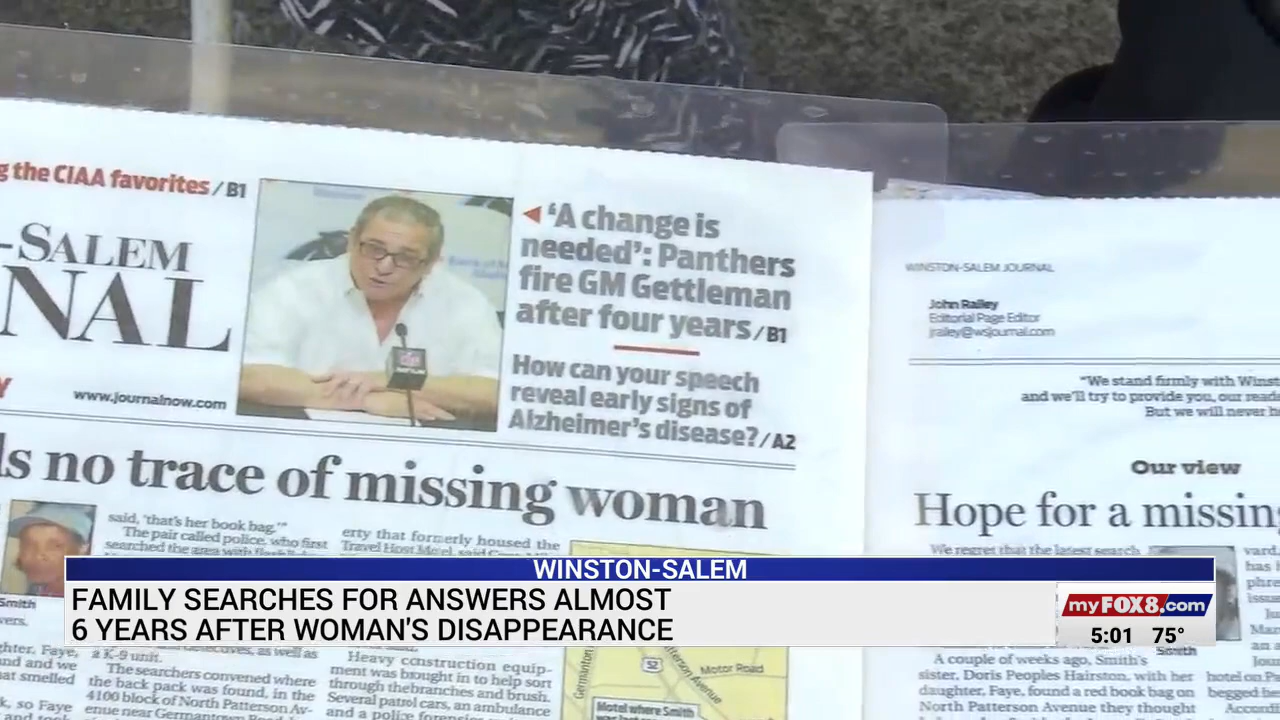 g the CIAA favorites / B1
-SALEM
NAL
www.journalnow.com
'A change is
needed': Panthers
fire GM Gettleman
after four years / B1
How can your speech
reveal early signs of
Alzheimer's disease? / A2
ls no trace of missing woman
said, 'that's her book bag.'"
The pair called police, who first
searched the area with
erty that formerly housed the
Travel Host Motel, said
Smith
ghter, Faye,
and we
at smelled
k, so Faye
a K-9 unit.
The searchers convened where
the back pack was found, in the
4100 block of North Patterson Av-
enue near Germantown Road
Heavy construction equip-
ment was brought in to help sort
through the branches and brush.
Several patrol cars, an ambulance
and a police forensics
52
Motor Road
Motel where Smith
WINSTON-SALEM JOURNAL
John Railey
Editorial Page Editor
jrailey@wsjournal.com
"We stand firmly with Winst
and we'll try to provide you, our read
But we will never b
Our view
Hope for a missin
We regret that the latest search
Smith
A couple of weeks ago, Smith's
sister, Doris Peoples Hairston, with her
daughter, Faye, found a red book bag on
North Patterson Avenue they thought
vard,
has
phre
hotel on Pa
begged he
WINSTON-SALEM
FAMILY SEARCHES FOR ANSWERS ALMOST
6 YEARS AFTER WOMAN'S DISAPPEARANCE
myFOX8.com
5:01 75°